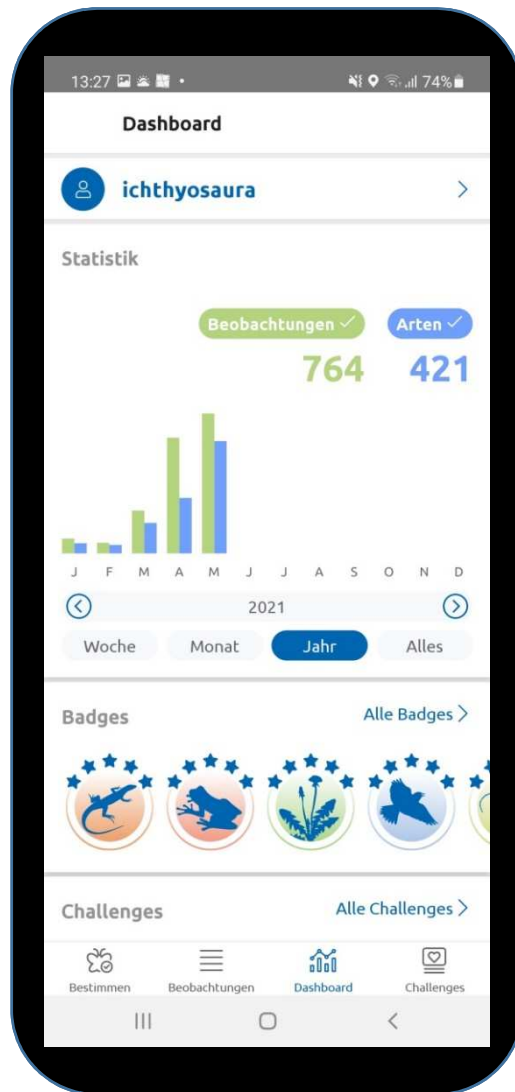 13:27 74%
Dashboard
ichthyosaura
Statistik
Beobachtungen Arten
764 421
J F M A M J J A S O N D
2021
Woche Monat Jahr Alles
Badges Alle Badges
Challenges Alle Challenges
Bestimmen Beobachtungen Dashboard Challenges